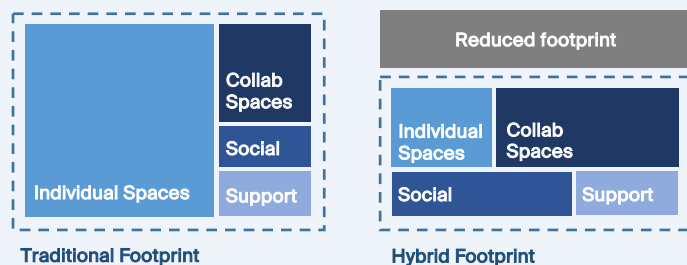 Individual Spaces
Collab
Spaces
Social
Support
Traditional Footprint
Reduced footprint
Individual
Spaces
Collab
Spaces
Social
Support
Hybrid Footprint